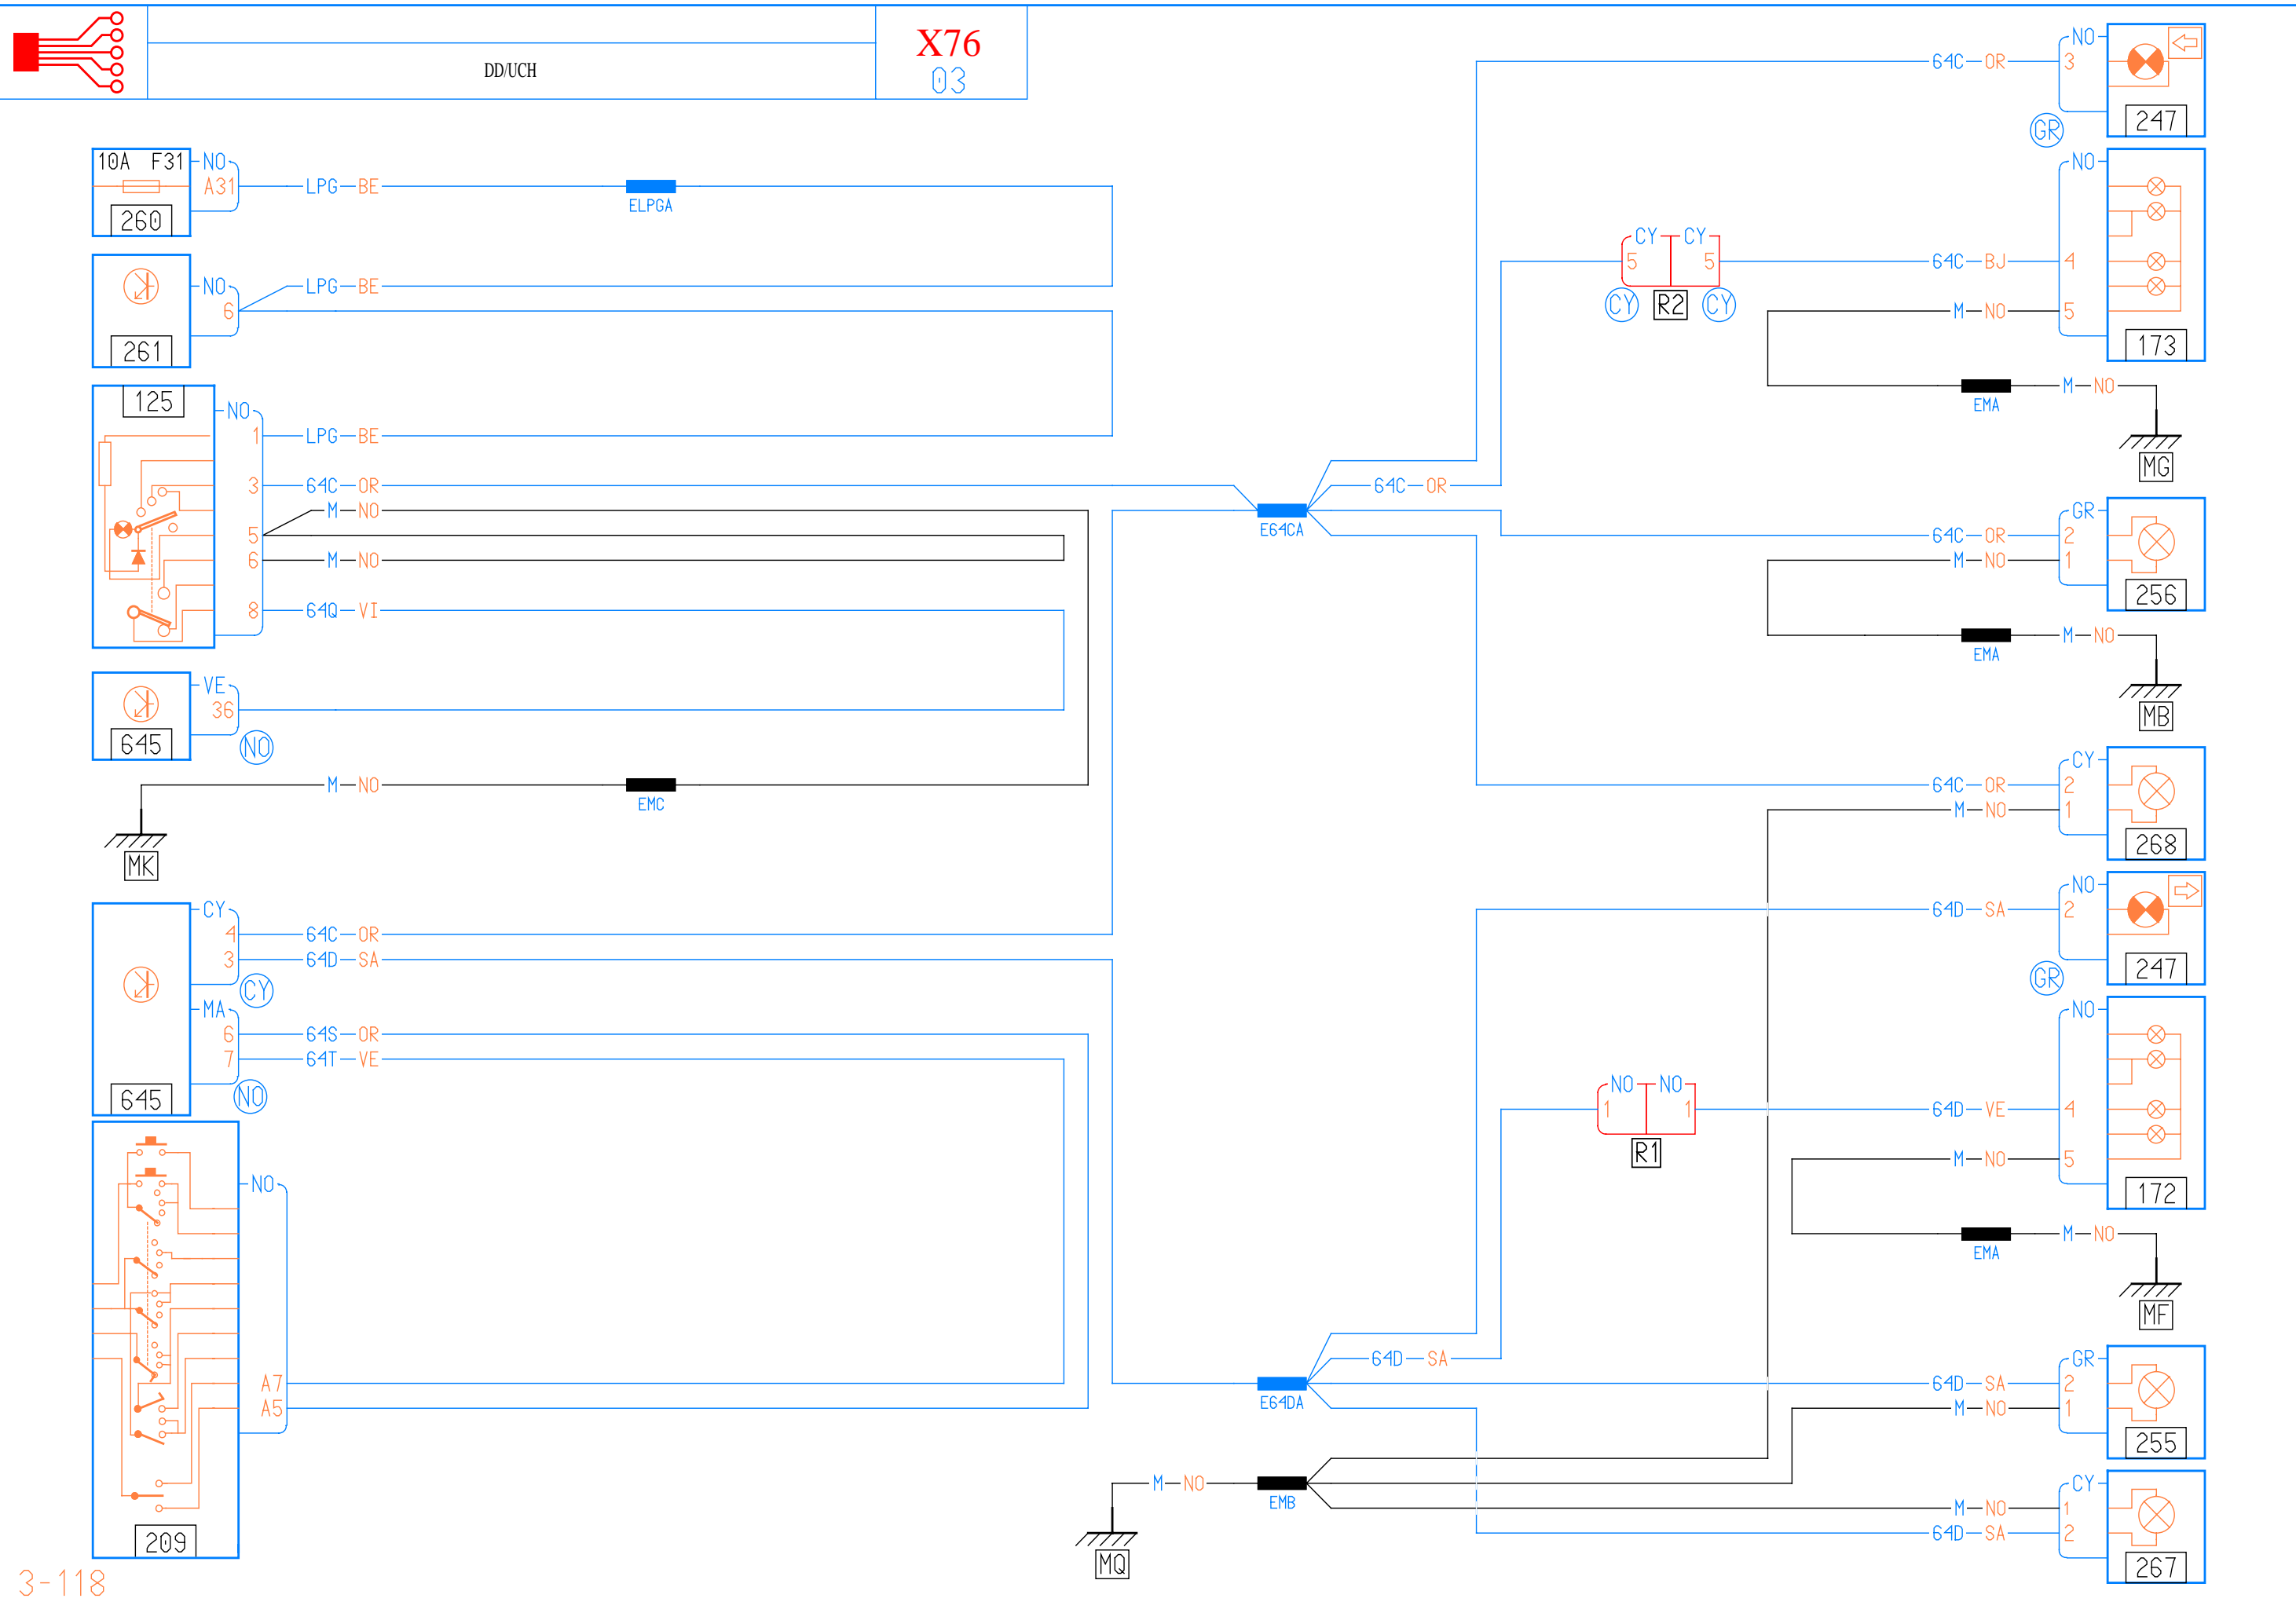 DD/UCH
X76
03
10A F31
NO
A31
260
LPG BE
ELPGA
NO
6
261
LPG BE
125
NO
1
3
5
6
8
LPG BE
64C OR
M NO
M NO
64Q VI
VE
36
645
NO
M NO
EMC
MK
CY
4
3
CY
MA
6
7
645
NO
64C OR
64D SA
64S OR
64T VE
NO
A7
A5
209
3-118
E64CA
64C OR
CY CY
5 5
CY R2 CY
64C OR
NO
3
GR
247
64C BJ
M NO
NO
4
5
173
EMA
M NO
MG
64C OR
M NO
GR
2
1
256
EMA
M NO
MB
64C OR
M NO
CY
2
1
268
64D SA
NO
2
GR
247
NO NO
1 1
R1
64D VE
M NO
NO
4
5
172
EMA
M NO
MF
64D SA
E64DA
64D SA
M NO
GR
2
1
255
M NO
EMB
MQ
M NO
64D SA
CY
1
2
267